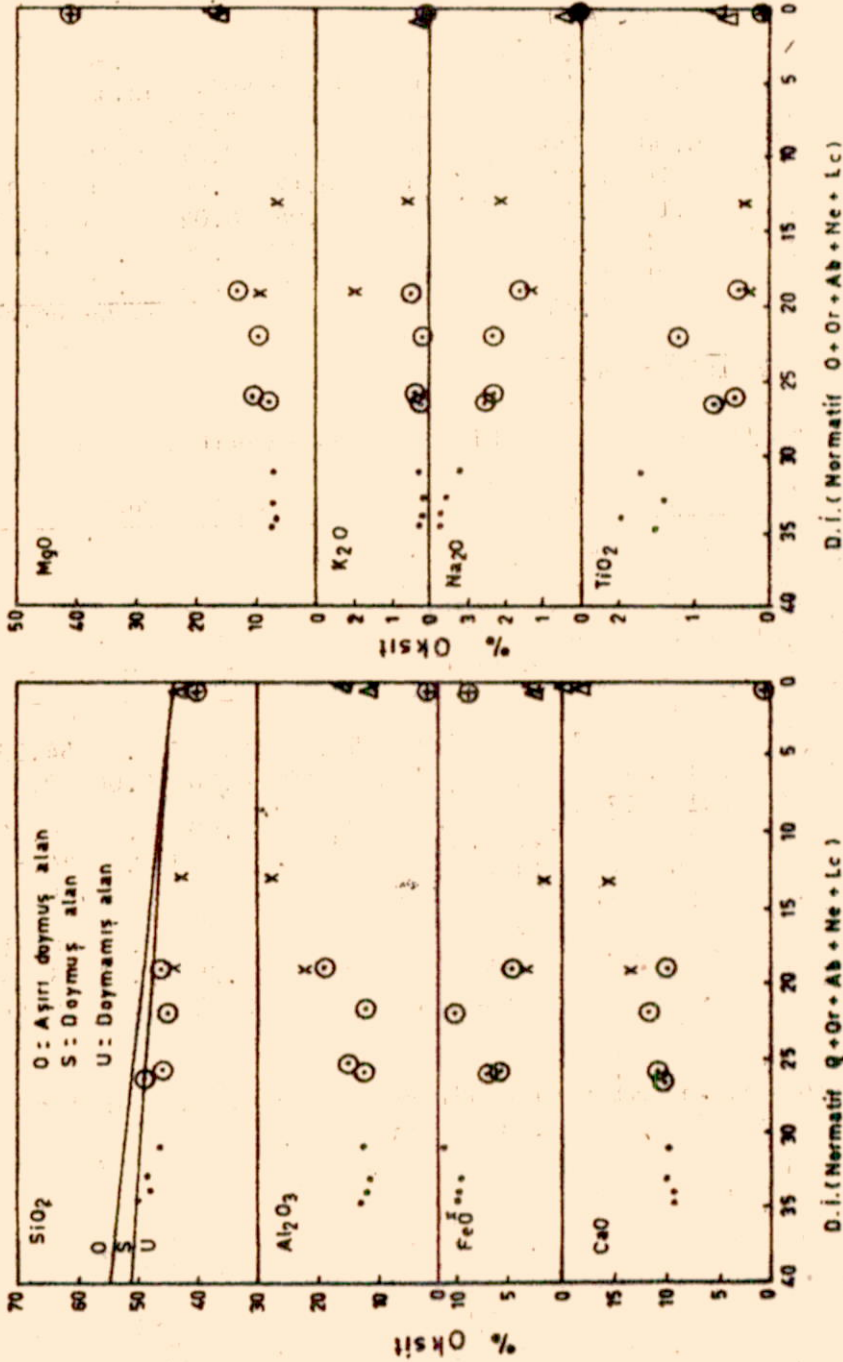 SiO₂
O = Aşırı doymuş alan
S = Doymuş alan
U = Doymamış alan
O
S
U
Al₂O₃
FeOˣ
CaO
% Oksit
70
60
50
40
30
20
10
0
10
5
0
15
10
5
0
40
35
30
25
20
15
10
5
0
D.İ. (Normatif Q + Or + Ab + Ne + Lc)
MgO
K₂O
Na₂O
TiO₂
% Oksit
50
40
30
20
10
0
2
1
0
3
2
1
0
2
1
0
40
35
30
25
20
15
10
5
0
D.İ. (Normatif Q + Or + Ab + Ne + Lc)